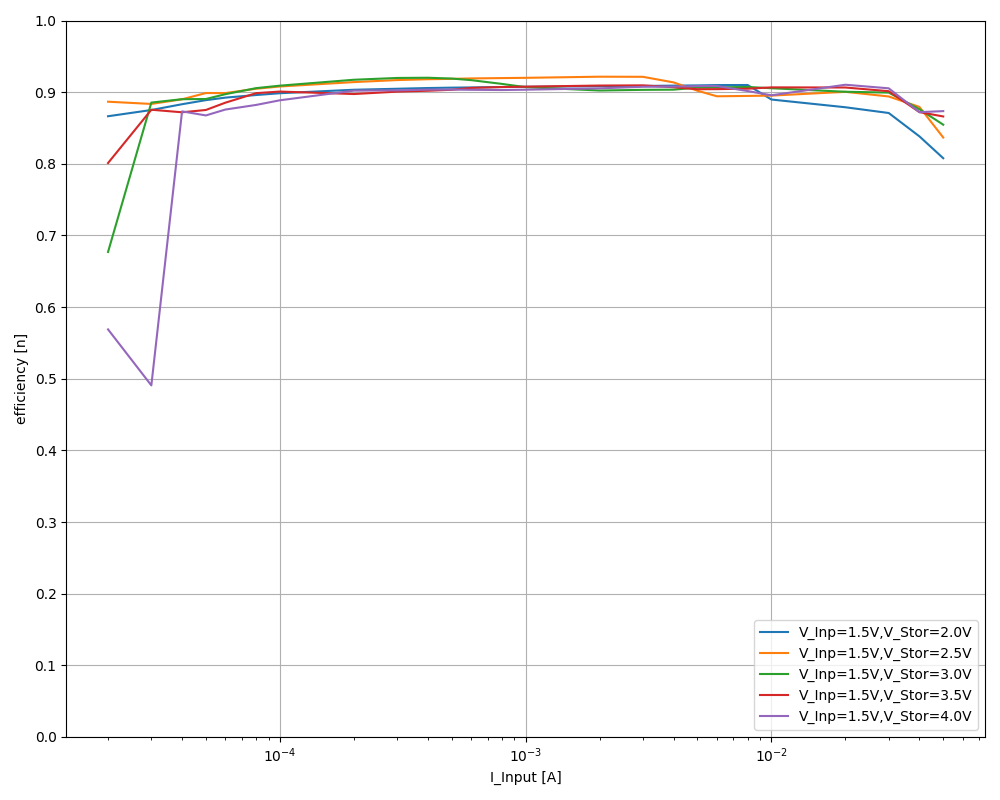 1.0
0.9
0.8
0.7
0.6
0.5
0.4
0.3
0.2
0.1
0.0
efficiency [n]
10⁻⁴
10⁻³
10⁻²
I_Input [A]
V_Inp=1.5V,V_Stor=2.0V
V_Inp=1.5V,V_Stor=2.5V
V_Inp=1.5V,V_Stor=3.0V
V_Inp=1.5V,V_Stor=3.5V
V_Inp=1.5V,V_Stor=4.0V